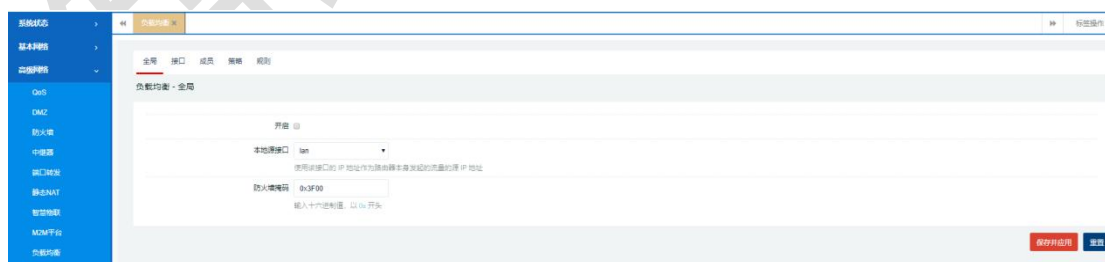 系统状态
基本网络
高级网络
QoS
DMZ
防火墙
中继器
端口转发
静态NAT
智慧物联
M2M平台
负载均衡
负载均衡
标签操作
全局 接口 成员 策略 规则
负载均衡 - 全局
开启
本地源接口 lan
使用该接口的 IP 地址作为路由器本身发起的流量的源 IP 地址
防火墙掩码 0x3F00
输入十六进制值，以 0x 开头
保存并应用 重置